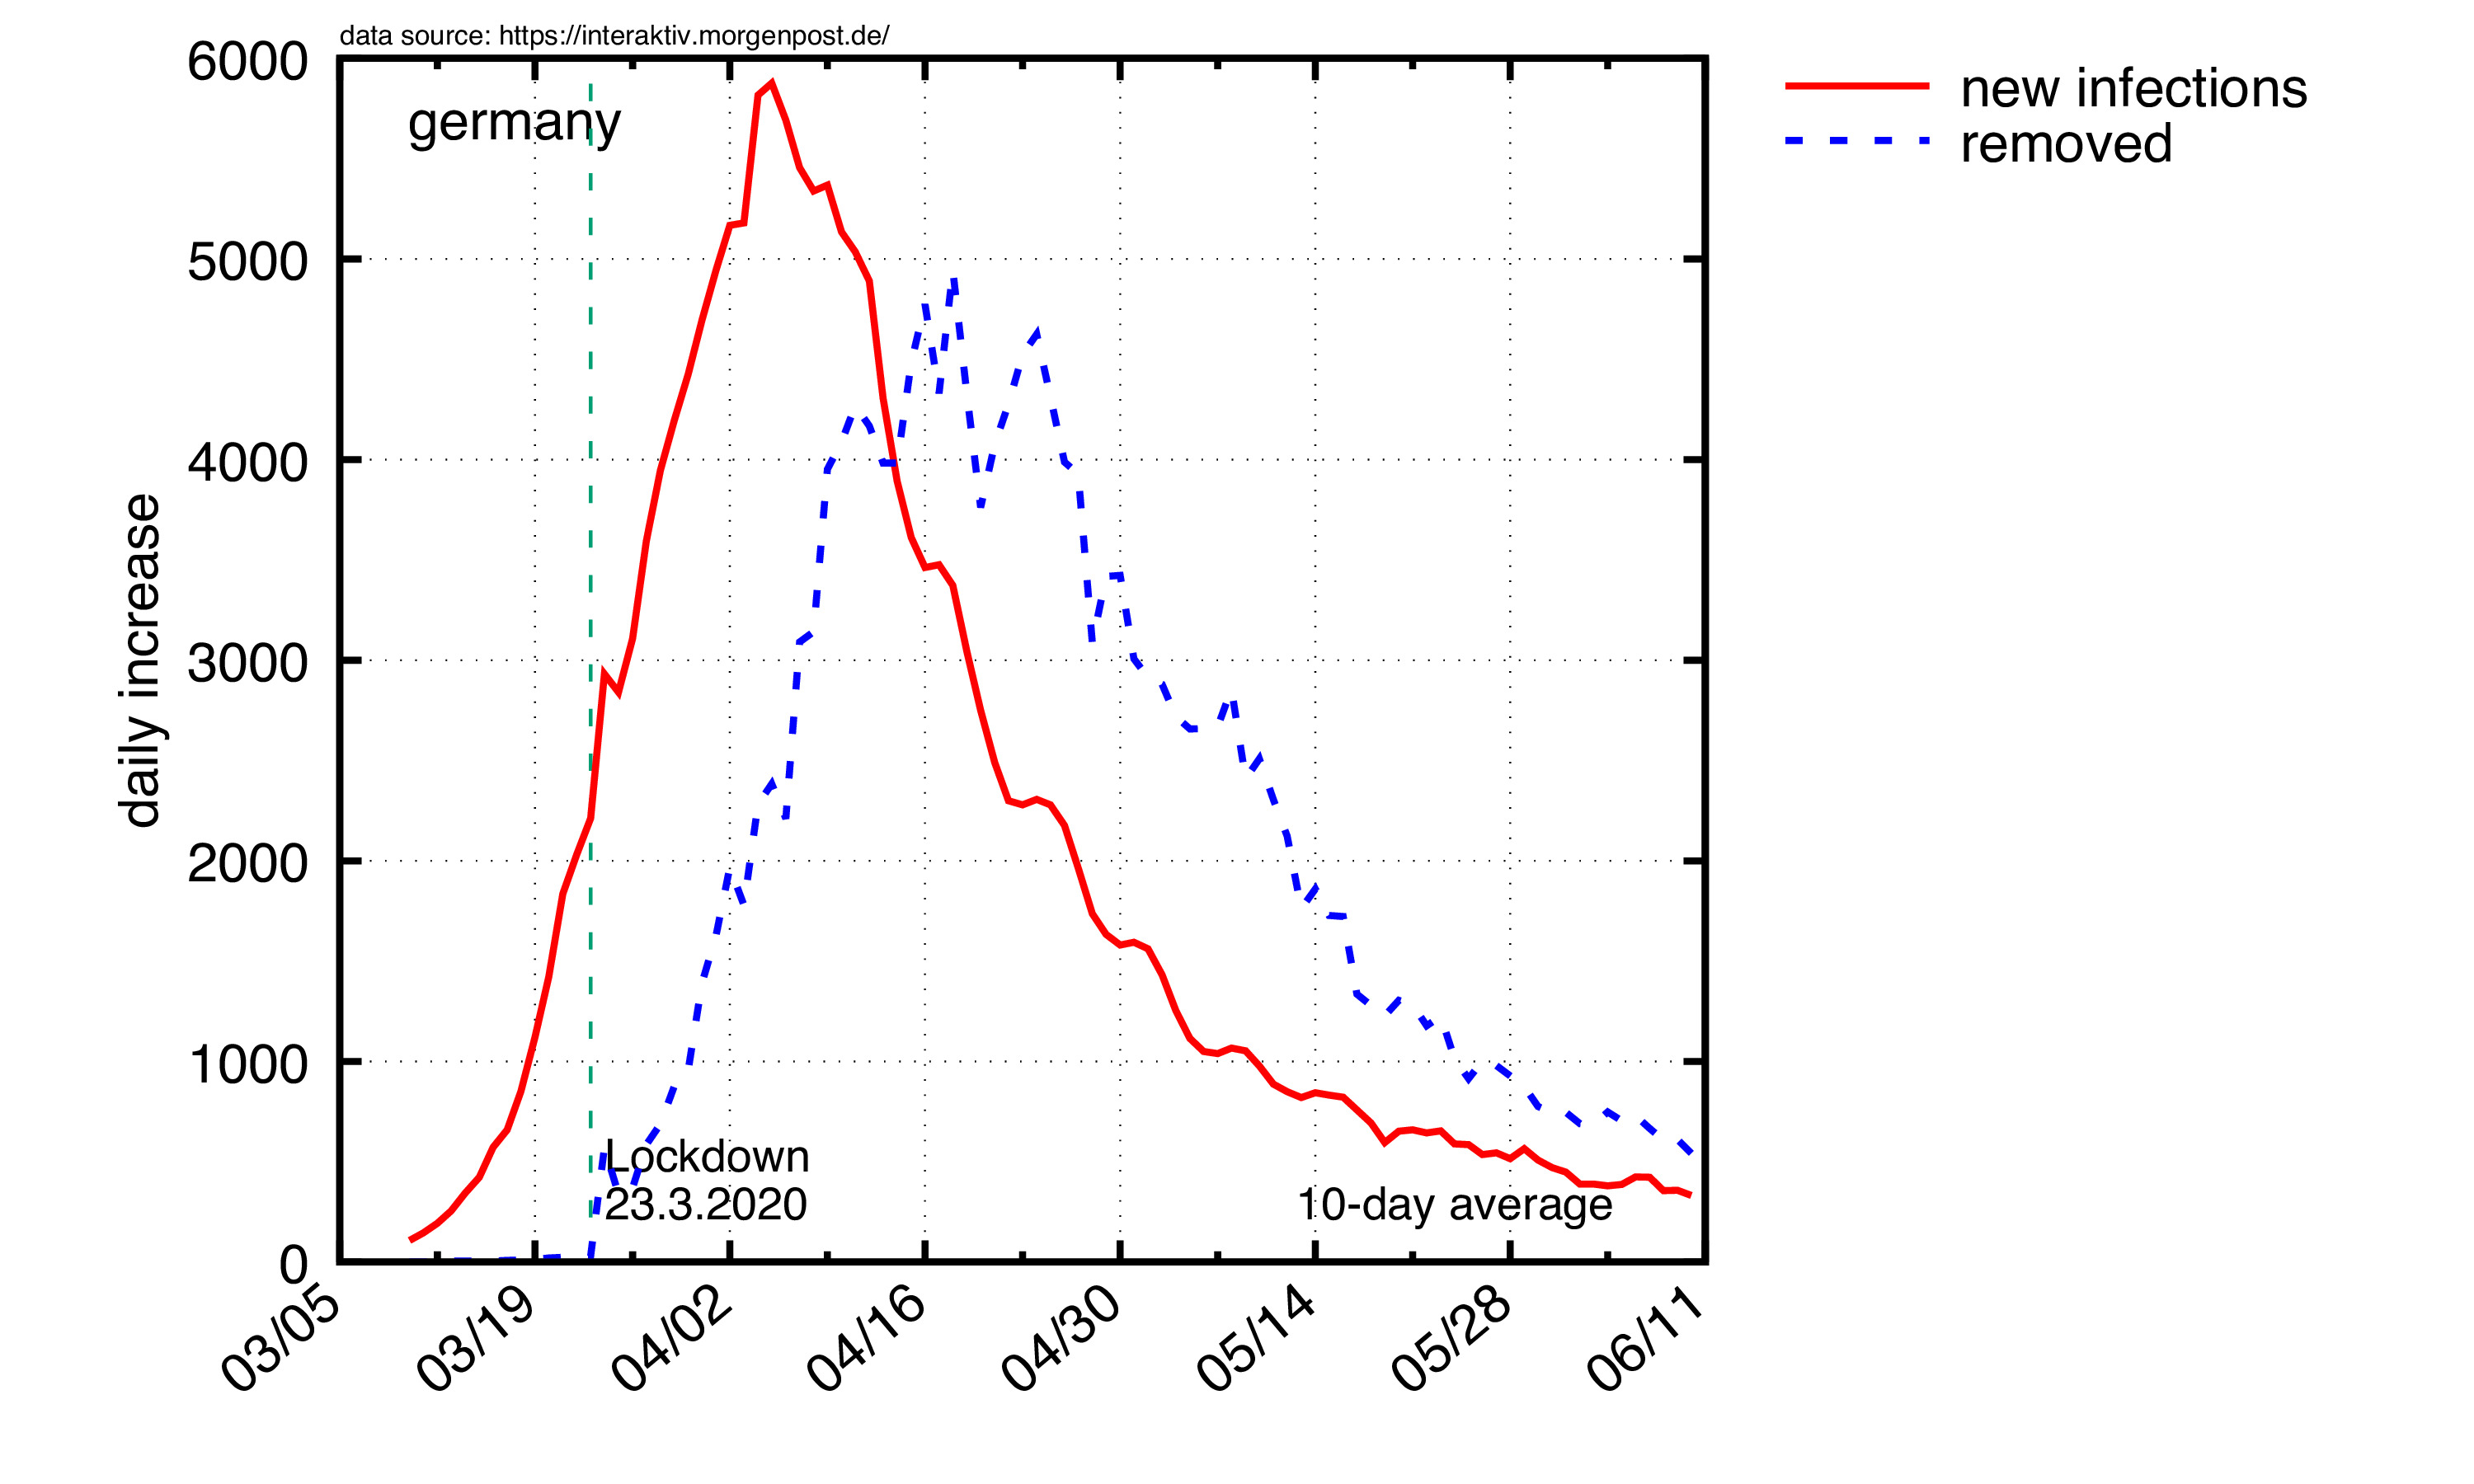 data source: https://interaktiv.morgenpost.de/
6000
5000
4000
3000
2000
1000
0
daily increase
germany
new infections
removed
Lockdown
23.3.2020
10-day average
03/05
03/19
04/02
04/16
04/30
05/14
05/28
06/11